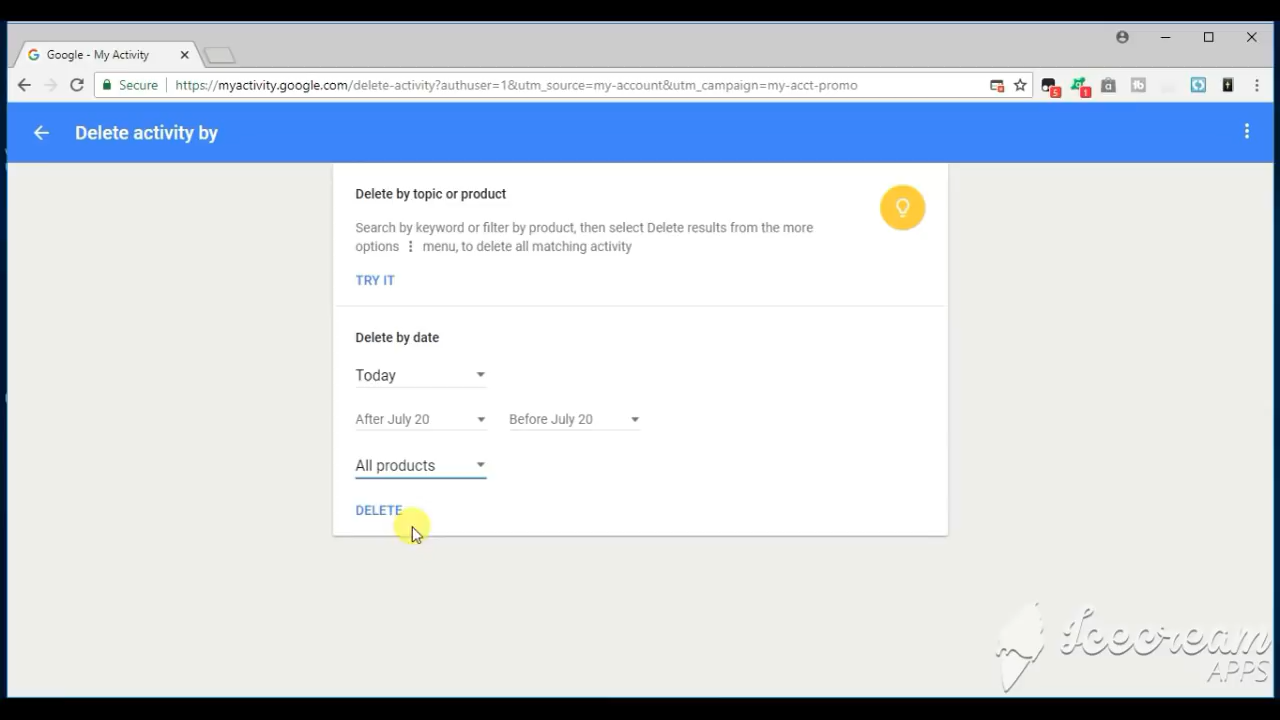 Google - My Activity
Secure
https://myactivity.google.com/delete-activity?authuser=1&utm_source=my-account&utm_campaign=my-acct-promo
5
1
a
tb
Delete activity by
Delete by topic or product
Search by keyword or filter by product, then select Delete results from the more
options menu, to delete all matching activity
TRY IT
Delete by date
Today
After July 20
Before July 20
All products
DELETE
Icecream
APPS